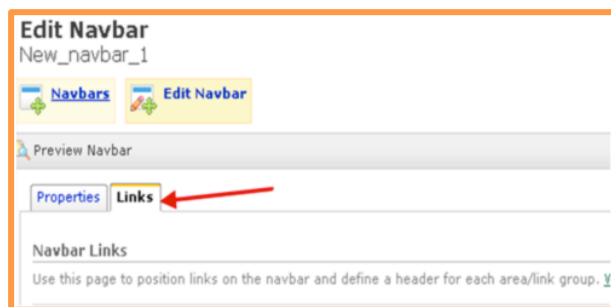 Edit Navbar
New_navbar_1
Navbars Edit Navbar
Preview Navbar
Properties Links
Navbar Links
Use this page to position links on the navbar and define a header for each area/link group.